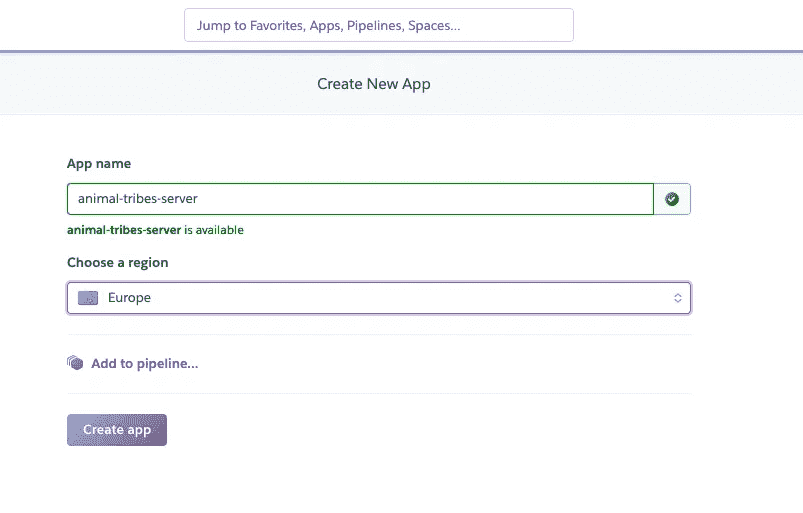 Jump to Favorites, Apps, Pipelines, Spaces...
Create New App
App name
animal-tribes-server
animal-tribes-server is available
Choose a region
Europe
Add to pipeline...
Create app